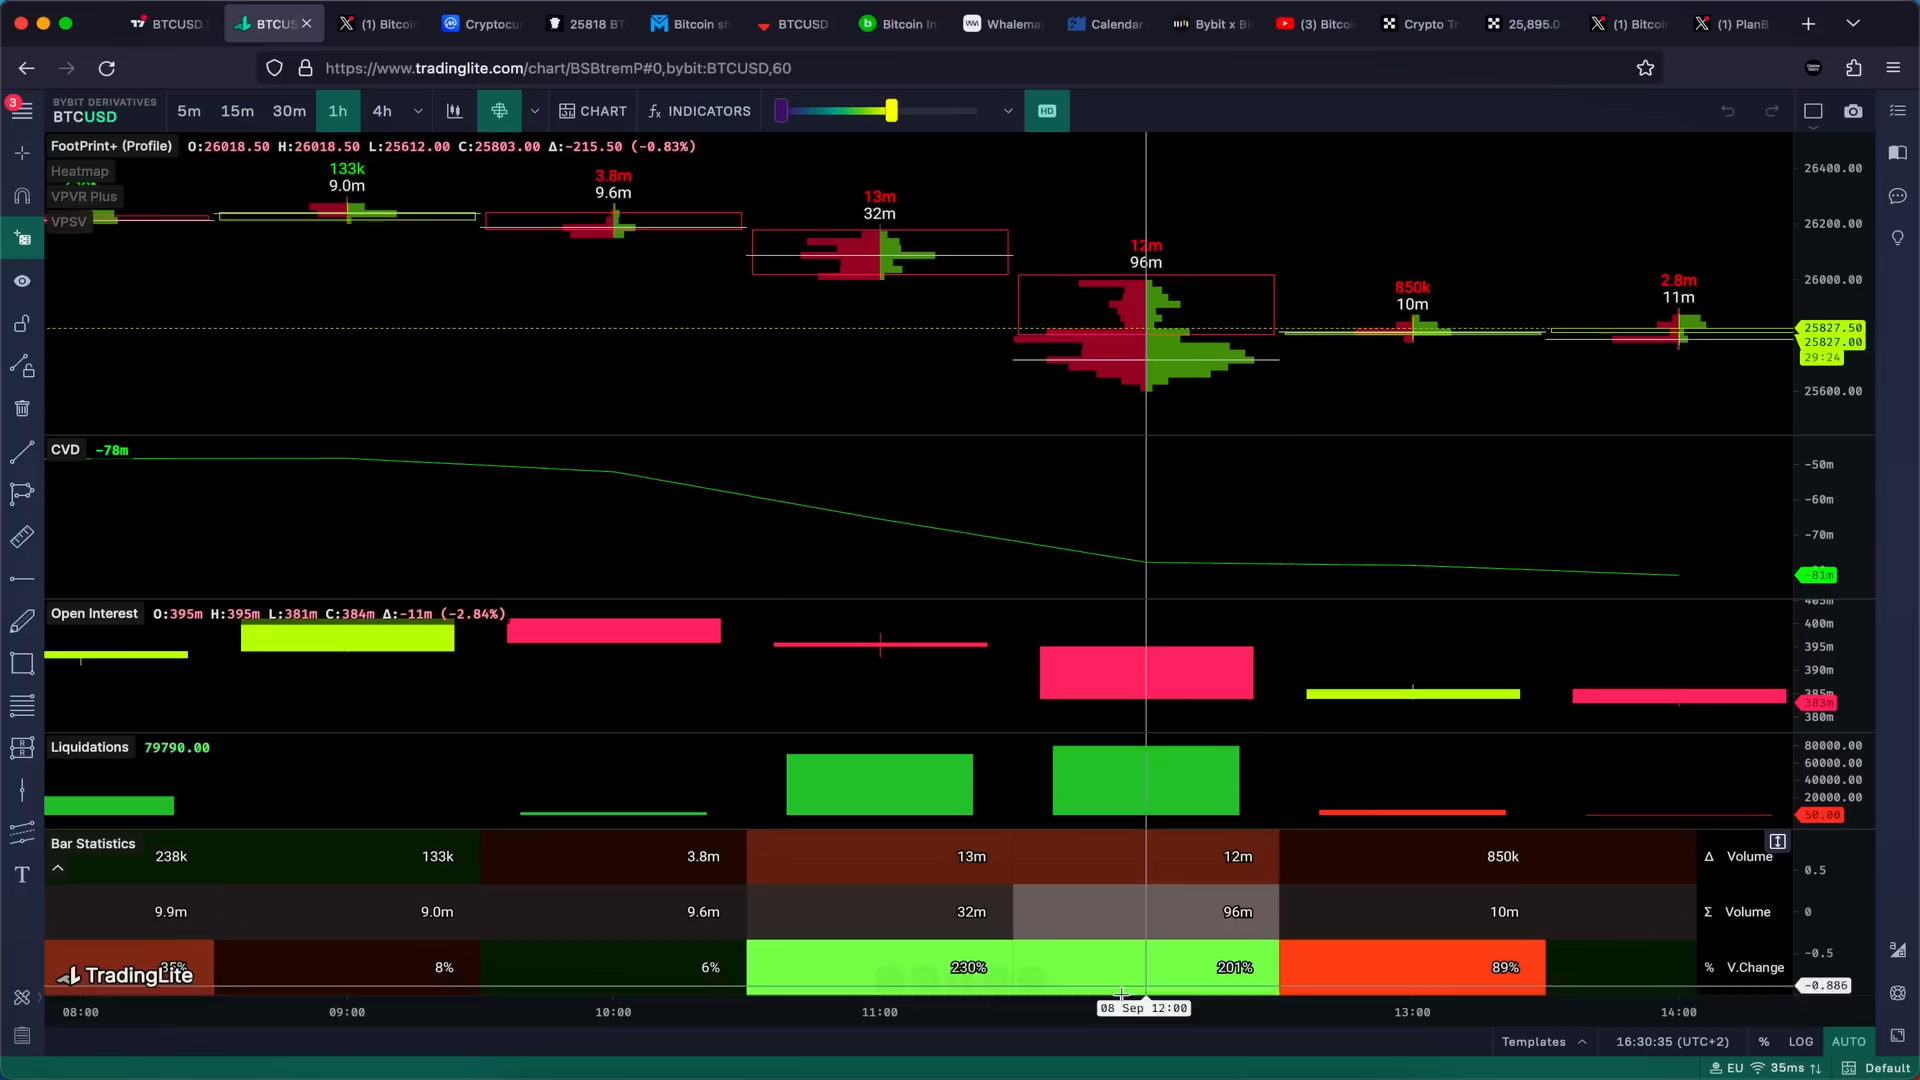 BTCUSD.
BTCUS
(1) Bitcoin
Cryptocu
25818 BT
Bitcoin sh
BTCUSD
Bitcoin In
Whalema
Calendar
Bybit x Bi
(3) Bitcoi
Crypto Tr
25,895.0
(1) Bitcoi
(1) PlanB
https://www.tradinglite.com/chart/BSBtremP#0,bybit:BTCUSD,60
3
BYBIT DERIVATIVES
BTCUSD
5m 15m 30m 1h 4h CHART INDICATORS HD
FootPrint+ (Profile) O:26018.50 H:26018.50 L:25612.00 C:25803.00 Δ:-215.50 (-0.83%)
Heatmap
VPVR Plus
VPSV
133k
9.0m
3.8m
9.6m
13m
32m
12m
96m
850k
10m
2.8m
11m
26400.00
26200.00
26000.00
25827.50
25827.00
29:24
25600.00
CVD -78m
-50m
-60m
-70m
-81m
Open Interest O:395m H:395m L:381m C:384m Δ:-11m (-2.84%)
405m
400m
395m
390m
385m
383m
380m
Liquidations 79790.00
80000.00
60000.00
40000.00
20000.00
50.00
Bar Statistics
238k 133k 3.8m 13m 12m 850k Δ Volume 0.5
9.9m 9.0m 9.6m 32m 96m 10m Σ Volume 0
35% 8% 6% 230% 201% 89% % V.Change -0.5
TradingLite
-0.886
08:00 09:00 10:00 11:00 08 Sep 12:00 13:00 14:00
Templates 16:30:35 (UTC+2) % LOG AUTO
EU 35ms Default